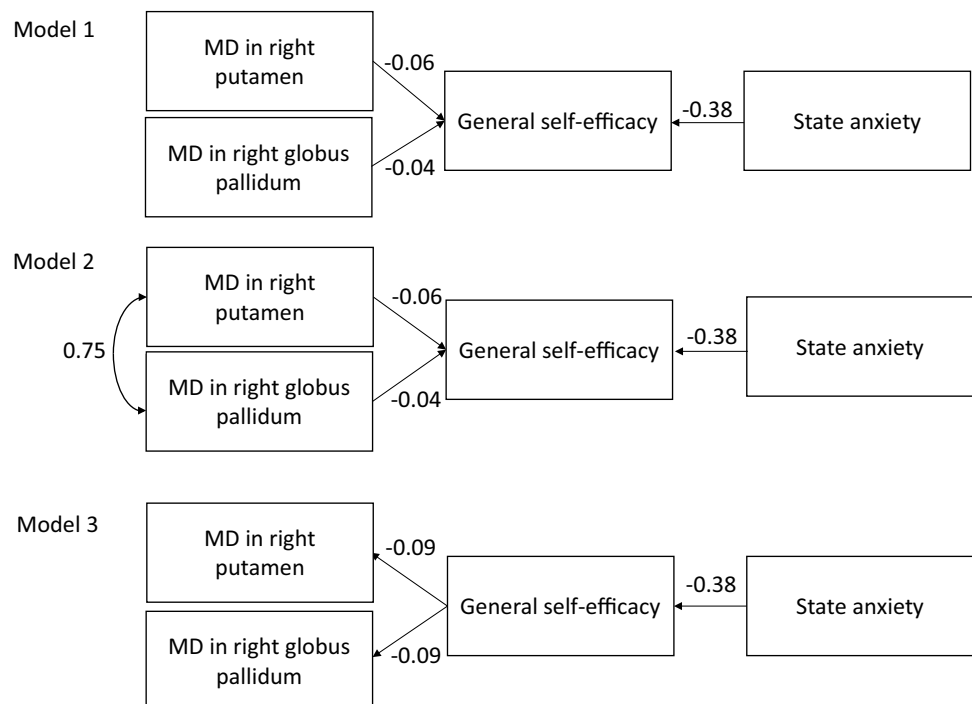 Model 1
MD in right
putamen
-0.06
MD in right globus
pallidum
-0.04
General self-efficacy
-0.38
State anxiety
Model 2
0.75
MD in right
putamen
-0.06
MD in right globus
pallidum
-0.04
General self-efficacy
-0.38
State anxiety
Model 3
MD in right
putamen
-0.09
MD in right globus
pallidum
-0.09
General self-efficacy
-0.38
State anxiety